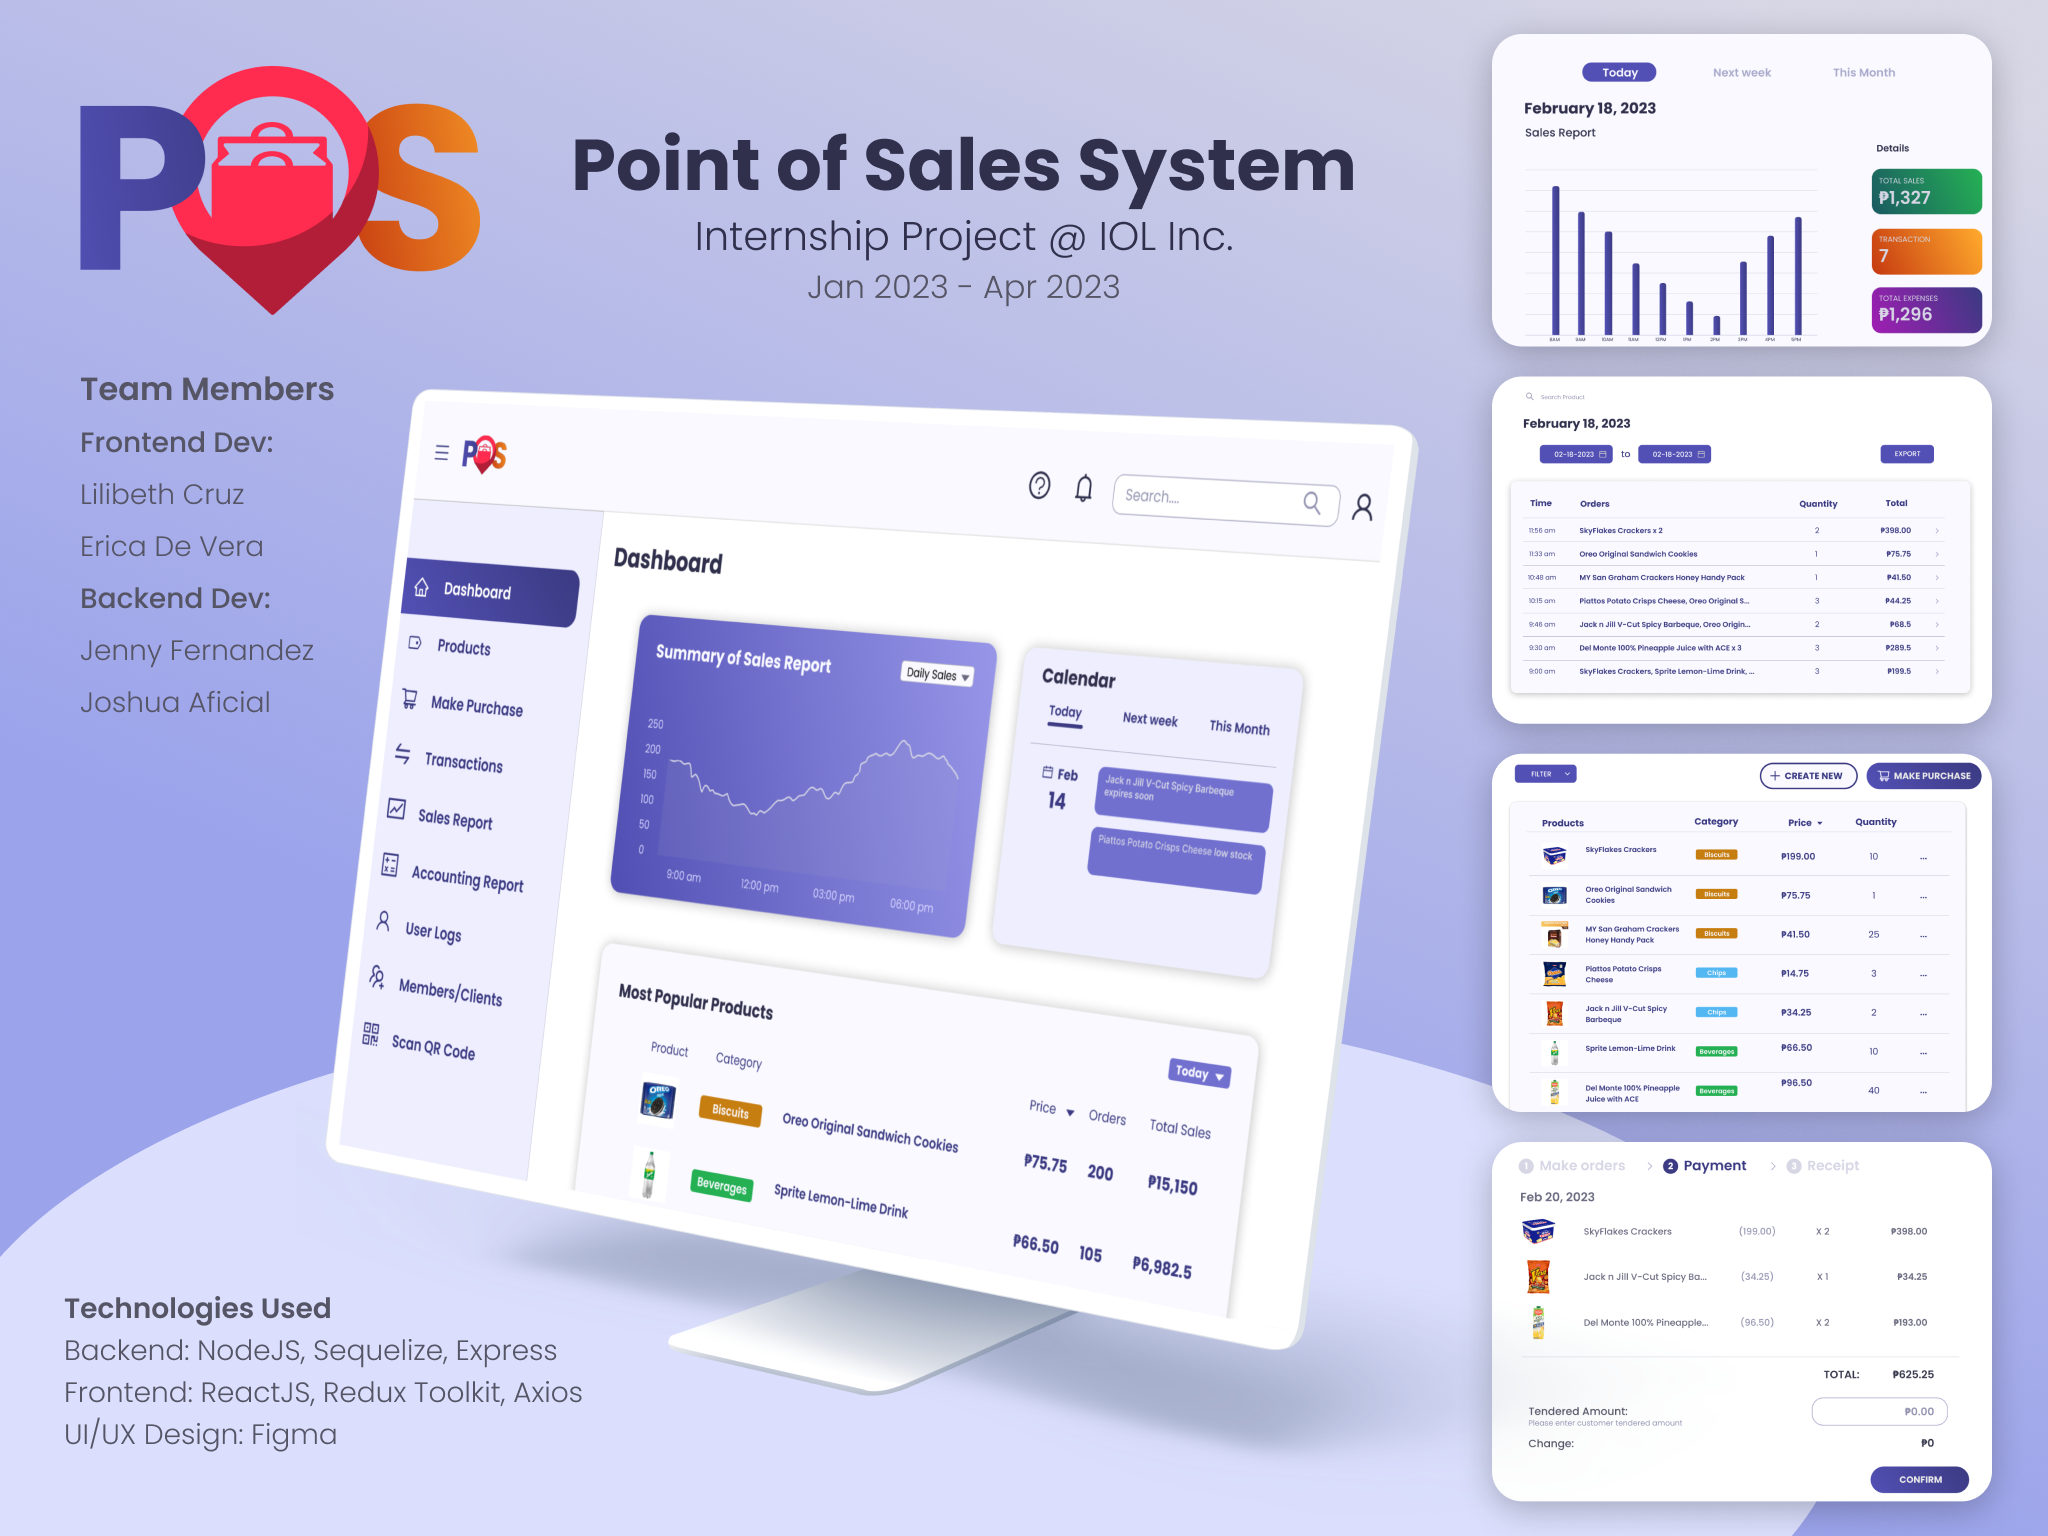 POS
Point of Sales System
Internship Project @ IOL Inc.
Jan 2023 - Apr 2023
Team Members
Frontend Dev:
Lilibeth Cruz
Erica De Vera
Backend Dev:
Jenny Fernandez
Joshua Aficial
POS
Search....
Dashboard
Products
Make Purchase
Transactions
Sales Report
Accounting Report
User Logs
Members/Clients
Scan QR Code
Dashboard
Summary of Sales Report
Daily Sales
250
200
150
100
50
0
9:00 am 12:00 pm 03:00 pm 06:00 pm
Calendar
Today Next week This Month
Feb
14
Jack n Jill V-Cut Spicy Barbeque
expires soon
Piattos Potato Crisps Cheese low stock
Most Popular Products
Today
Product Category Price Orders Total Sales
OREO
Biscuits Oreo Original Sandwich Cookies ₱75.75 200 ₱15,150
Beverages Sprite Lemon-Lime Drink ₱66.50 105 ₱6,982.5
Technologies Used
Backend: NodeJS, Sequelize, Express
Frontend: ReactJS, Redux Toolkit, Axios
UI/UX Design: Figma
Today Next week This Month
February 18, 2023
Sales Report
Details
TOTAL SALES
₱1,327
TRANSACTION
7
TOTAL EXPENSES
₱1,296
8AM 9AM 10AM 11AM 12PM 1PM 2PM 3PM 4PM 5PM
Search Product
February 18, 2023
02-18-2023 to 02-18-2023 EXPORT
Time Orders Quantity Total
11:56 am SkyFlakes Crackers x 2 2 ₱398.00
11:33 am Oreo Original Sandwich Cookies 1 ₱75.75
10:48 am MY San Graham Crackers Honey Handy Pack 1 ₱41.50
10:15 am Piattos Potato Crisps Cheese, Oreo Original S... 3 ₱44.25
9:46 am Jack n Jill V-Cut Spicy Barbeque, Oreo Origin... 2 ₱68.5
9:30 am Del Monte 100% Pineapple Juice with ACE x 3 3 ₱289.5
9:00 am SkyFlakes Crackers, Sprite Lemon-Lime Drink, ... 3 ₱199.5
FILTER CREATE NEW MAKE PURCHASE
Products Category Price Quantity
SkyFlakes Crackers Biscuits ₱199.00 10 ...
Oreo Original Sandwich
Cookies Biscuits ₱75.75 1 ...
MY San Graham Crackers
Honey Handy Pack Biscuits ₱41.50 25 ...
Piattos Potato Crisps
Cheese Chips ₱14.75 3 ...
Jack n Jill V-Cut Spicy
Barbeque Chips ₱34.25 2 ...
Sprite Lemon-Lime Drink Beverages ₱66.50 10 ...
Del Monte 100% Pineapple
Juice with ACE Beverages ₱96.50 40 ...
1 Make orders > 2 Payment > 3 Receipt
Feb 20, 2023
SkyFlakes Crackers (199.00) X 2 ₱398.00
Jack n Jill V-Cut Spicy Ba... (34.25) X 1 ₱34.25
Del Monte 100% Pineapple... (96.50) X 2 ₱193.00
TOTAL: ₱625.25
Tendered Amount: ₱0.00
Please enter customer tendered amount
Change: ₱0
CONFIRM